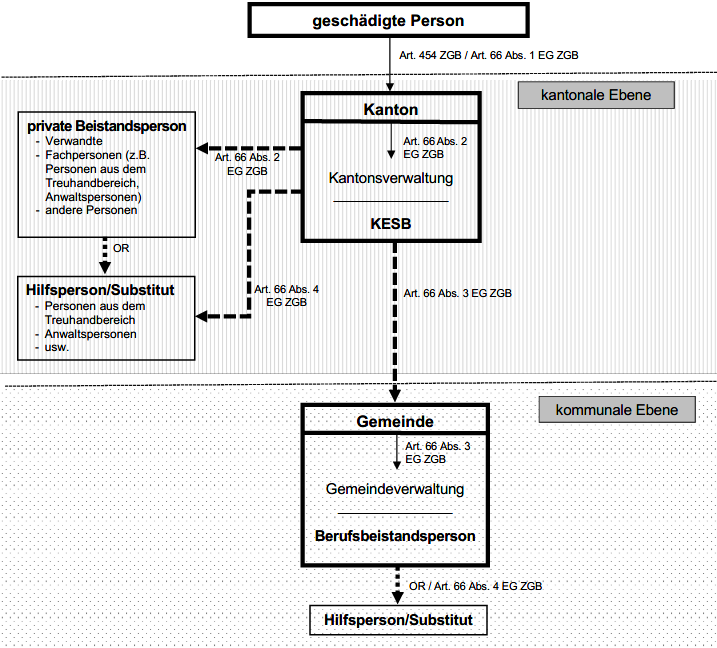 geschädigte Person
Art. 454 ZGB / Art. 66 Abs. 1 EG ZGB
kantonale Ebene
Kanton
Art. 66 Abs. 2
EG ZGB
Kantonsverwaltung
KESB
private Beistandsperson
- Verwandte
- Fachpersonen (z.B.
Personen aus dem
Treuhandbereich,
Anwaltspersonen)
- andere Personen
Art. 66 Abs. 2
EG ZGB
OR
Hilfsperson/Substitut
- Personen aus dem
Treuhandbereich
- Anwaltspersonen
- usw.
Art. 66 Abs. 4
EG ZGB
Art. 66 Abs. 3 EG ZGB
kommunale Ebene
Gemeinde
Art. 66 Abs. 3
EG ZGB
Gemeindeverwaltung
Berufsbeistandsperson
OR / Art. 66 Abs. 4 EG ZGB
Hilfsperson/Substitut